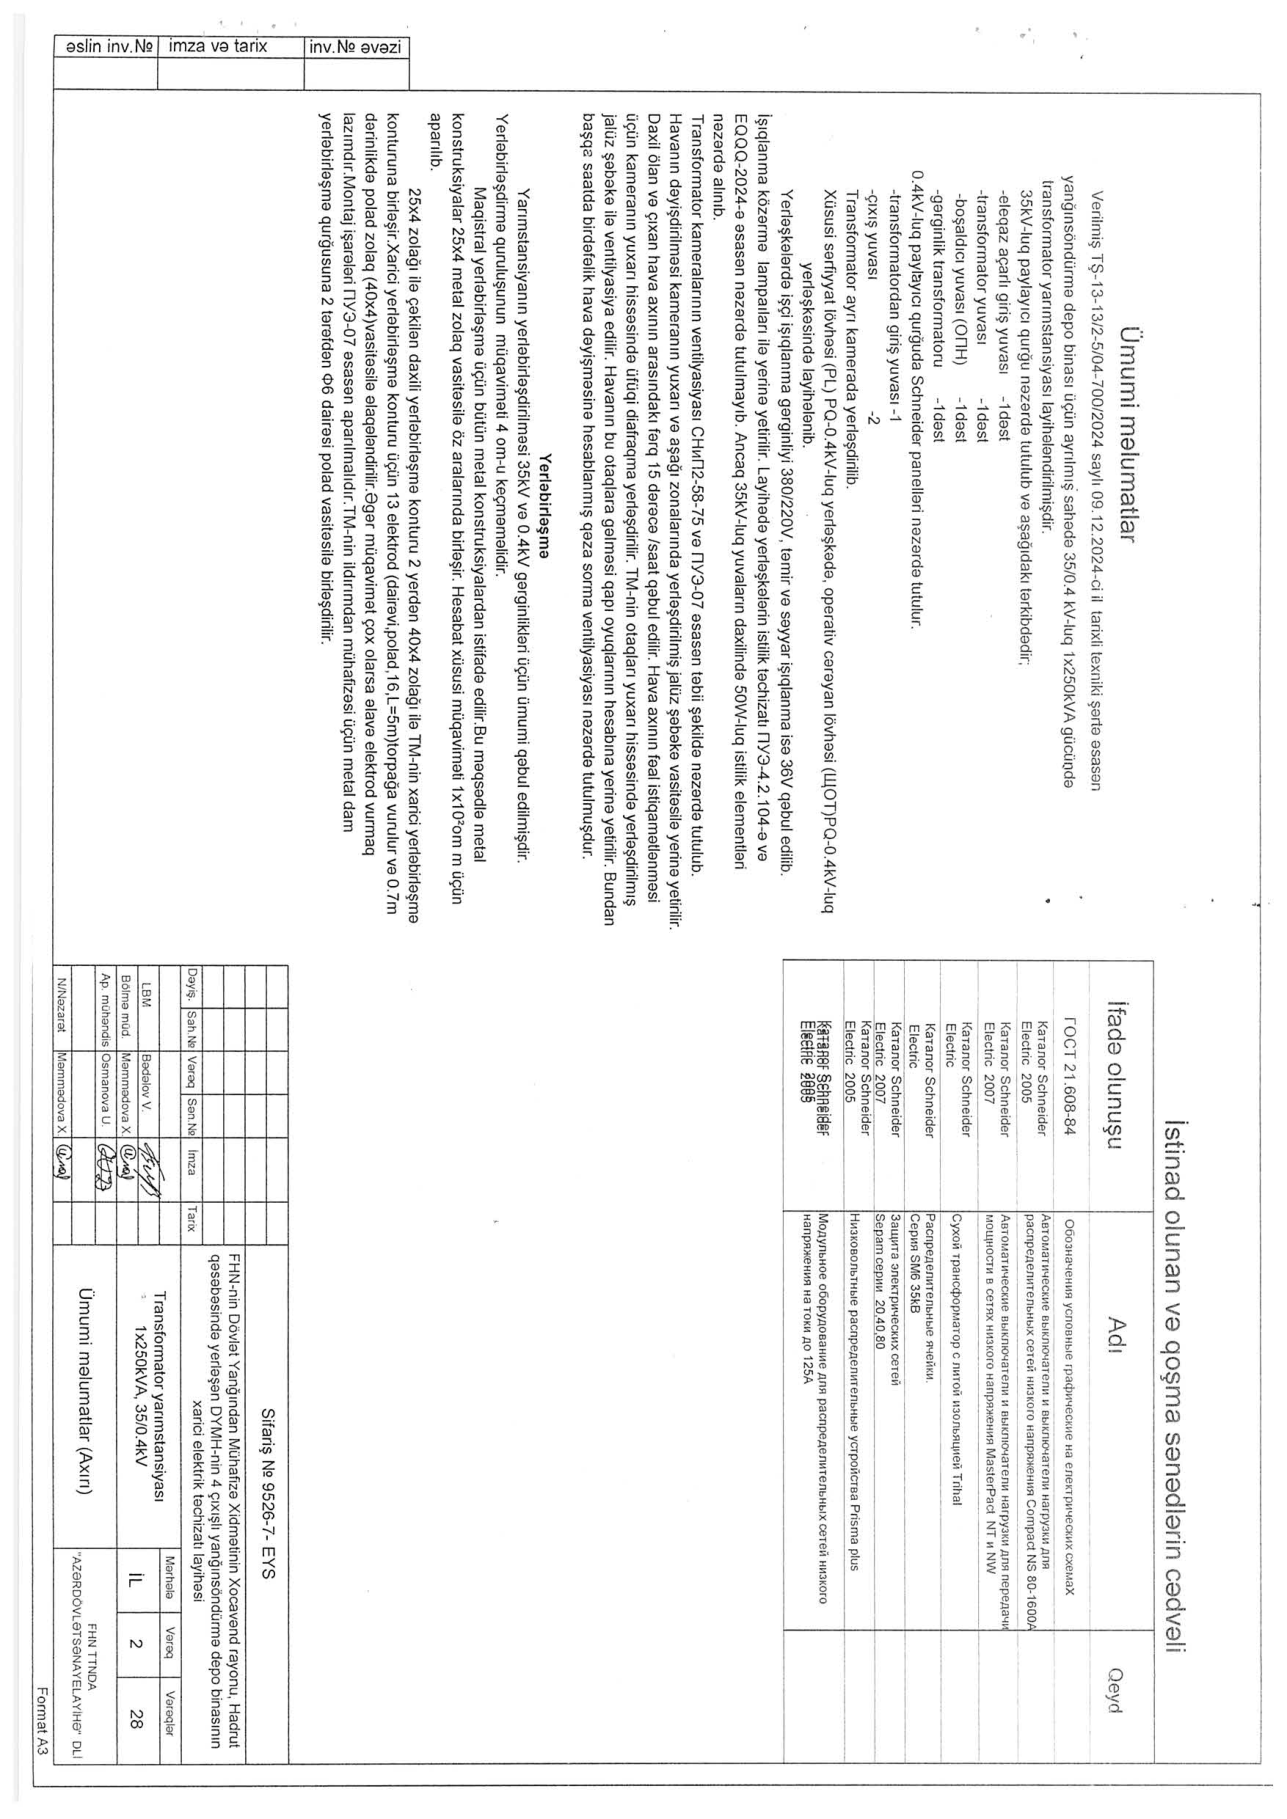 Ümumi məlumatlar
Verilmiş TŞ-13-13/2-5/04-700/2024 saylı 09.12.2024-ci il tarixli texniki şərtə əsasən
yanğınsöndürmə depo binası üçün ayrılmış sahədə 35/0.4 kV-luq 1x250kVA gücündə
transformator yarımstansiyası layihələndirilmişdir.
35kV-luq paylayıcı qurğu nəzərdə tutulub və aşağıdakı tərkibdədir;
-eleqaz açarlı giriş yuvası -1dəst
-transformator yuvası -1dəst
-boşaldıcı yuvası (ОПН) -1dəst
-gərginlik transformatoru -1dəst
0.4kV-luq paylayıcı qurğuda Schneider panelləri nəzərdə tutulur.
-transformatordan giriş yuvası -1
-çıxış yuvası -2
Transformator ayrı kamerada yerləşdirilib.
Xüsusi sərfiyyat lövhəsi (PL) PQ-0.4kV-luq yerləşkədə, operativ cərəyan lövhəsi (ЩОТ)PQ-0.4kV-luq
yerləşkəsində layihələnib.
Yerləşkələrdə işçi işıqlanma gərginliyi 380/220V, təmir və səyyar işıqlanma isə 36V qəbul edilib.
İşıqlanma közərmə lampaıları ilə yerinə yetirilir. Layihədə yerləşkələrin istilik təchizatı ПУЭ-4.2.104-ə və
EQQQ-2024-ə əsasən nəzərdə tutulmayıb. Ancaq 35kV-luq yuvaların daxilində 50W-luq istilik elementləri
nəzərdə alınıb.
Transformator kameralarının ventilyasiyası СНиП2-58-75 və ПУЭ-07 əsasən təbii şəkildə nəzərdə tutulub.
Havanın dəyişdirilməsi kameranın yuxarı və aşağı zonalarında yerləşdirilmiş jalüz şəbəkə vasitəsilə yerinə yetirilir.
Daxil ölan və çıxan hava axının arasındakı fərq 15 dərəcə /saat qəbul edilir. Hava axının fəal istiqamətlənməsi
üçün kameranın yuxarı hissəsində üfüqi diafraqma yerləşdirilir. TM-nin otaqları yuxarı hissəsində yerləşdirilmiş
jalüz şəbəkə ilə ventilyasiya edilir. Havanın bu otaqlara gəlməsi qapı oyuqlarının hesabına yerinə yetirilir. Bundan
başqa saatda birdəfəlik hava dəyişməsinə hesablanmış qəza sorma ventilyasiyası nəzərdə tutulmuşdur.
Yerləbirləşmə
Yarımstansiyanın yerləbirləşdirilməsi 35kV və 0.4kV gərginlikləri üçün ümumi qəbul edilmişdir.
Yerləbirləşdirmə quruluşunun müqaviməti 4 om-u keçməməlidir.
Maqistral yerləbirləşmə üçün bütün metal konstruksiyalardan istifadə edilir.Bu məqsədlə metal
konstruksiyalar 25x4 metal zolaq vasitəsilə öz aralarında birləşir. Hesabat xüsusi müqaviməti 1x10²om m üçün
aparılıb.
25x4 zolağı ilə çəkilən daxili yerləbirləşmə konturu 2 yerdən 40x4 zolağı ilə TM-nin xarici yerləbirləşmə
konturuna birləşir.Xarici yerləbirləşmə konturu üçün 13 elektrod (dairəvi,polad,16,L=5m)torpağa vurulur və 0.7m
dərinlikdə polad zolaq (40x4)vasitəsilə əlaqələndirilir.Əgər müqavimət çox olarsa əlavə elektrod vurmaq
lazımdır.Montaj işarələri ПУЭ-07 əsasən aparılmalıdır.TM-nin ildırımdan mühafizəsi üçün metal dam
yerləbirləşmə qurğusuna 2 tərəfdən Ф6 dairəsi polad vasitəsilə birləşdirilir.
İstinad olunan və qoşma sənədlərin cədvəli
İfadə olunuşu Adı Qeyd
ГОСТ 21.608-84 Обозначения условные графические на електрических схемах
Каталог Schneider Electric 2005 Автоматические выключатели и выключатели нагрузки для
распределительных сетей низкого напряжения Compact NS 80-1600A
Каталог Schneider Electric 2007 Автоматические выключатели и выключатели нагрузки для передачи
мощности в сетях низкого напряжения MasterPact NT и NW
Каталог Schneider Electric Сухой трансформатор с литой изольяцией Trihal
Каталог Schneider Electric Распределительные ячейки.
Серия SM6 35kB
Каталог Schneider Electric 2007 Защита электрических сетей
Sepam серии 20,40,80
Каталог Schneider Electric 2005 Низковольтные распределительные устройства Prisma plus
Каталог Schneider Electric 2005 Модульное оборудование для распределительных сетей низкого
напряжения на токи до 125А
Sifariş № 9526-7- EYS
FHN-nin Dövlət Yanğından Mühafizə Xidmətinin Xocavənd rayonu, Hadrut
qəsəbəsində yerləşən DYMH-nin 4 çıxışlı yanğınsöndürmə depo binasının
xarici elektrik təchizatı layihəsi
Dəyiş. Sah.№ Vərəq Sən.№ İmza Tarix
LBM Bədəlov V.
Bölmə müd. Məmmədova X.
Ap. mühəndis Osmanova U.
N/Nəzarət Məmmədova X.
Transformator yarımstansiyası
1x250kVA, 35/0.4kV
Mərhələ Vərəq Vərəqlər
İL 2 28
Ümumi məlumatlar (Axırı)
FHN TTNDA
"AZƏRDÖVLƏTSƏNAYELAYİHƏ" DLİ
Format A3
əslin inv.№ imza və tarix inv.№ əvəzi